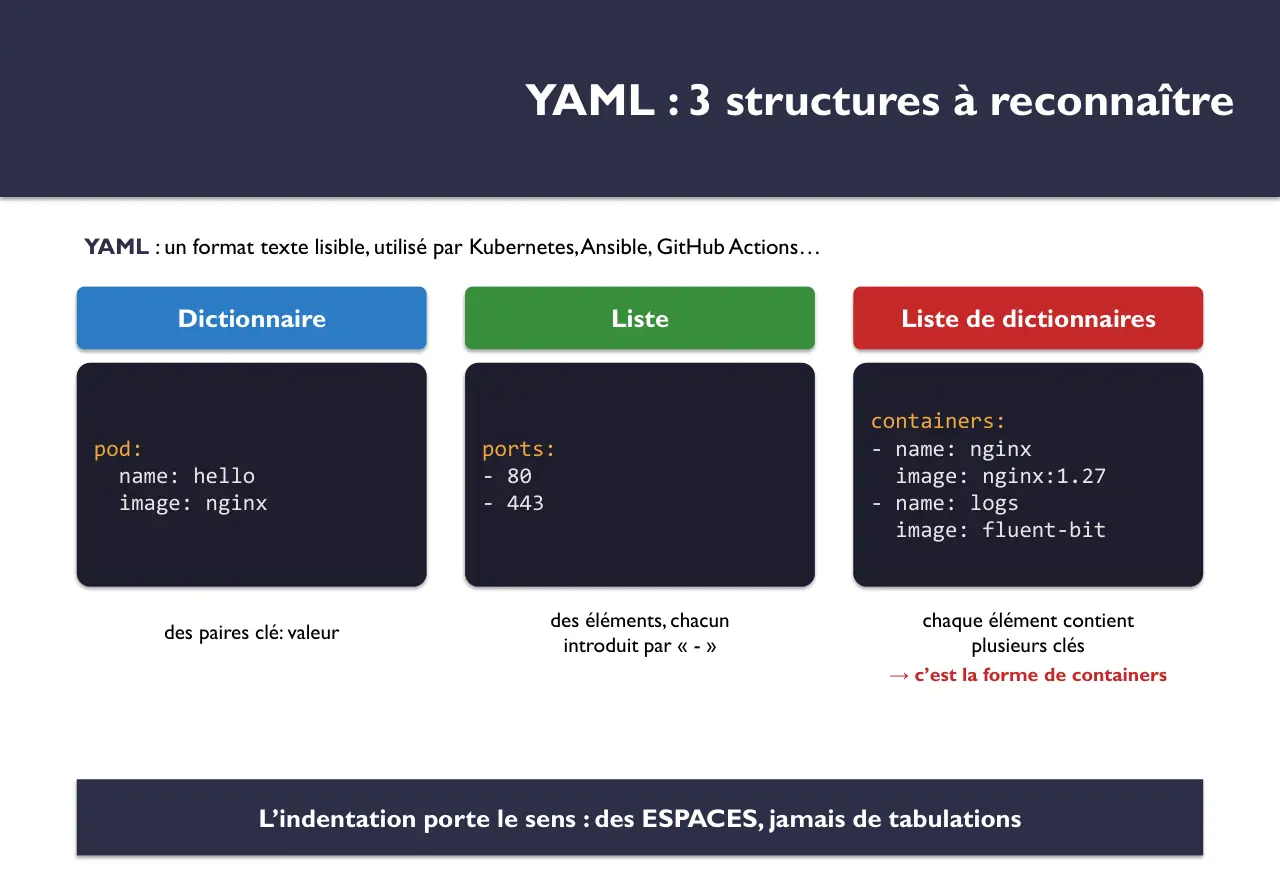 YAML : 3 structures à reconnaître
YAML : un format texte lisible, utilisé par Kubernetes, Ansible, GitHub Actions…
Dictionnaire
pod:
  name: hello
  image: nginx
des paires clé: valeur
Liste
ports:
- 80
- 443
des éléments, chacun
introduit par « - »
Liste de dictionnaires
containers:
- name: nginx
  image: nginx:1.27
- name: logs
  image: fluent-bit
chaque élément contient
plusieurs clés
→ c’est la forme de containers
L’indentation porte le sens : des ESPACES, jamais de tabulations